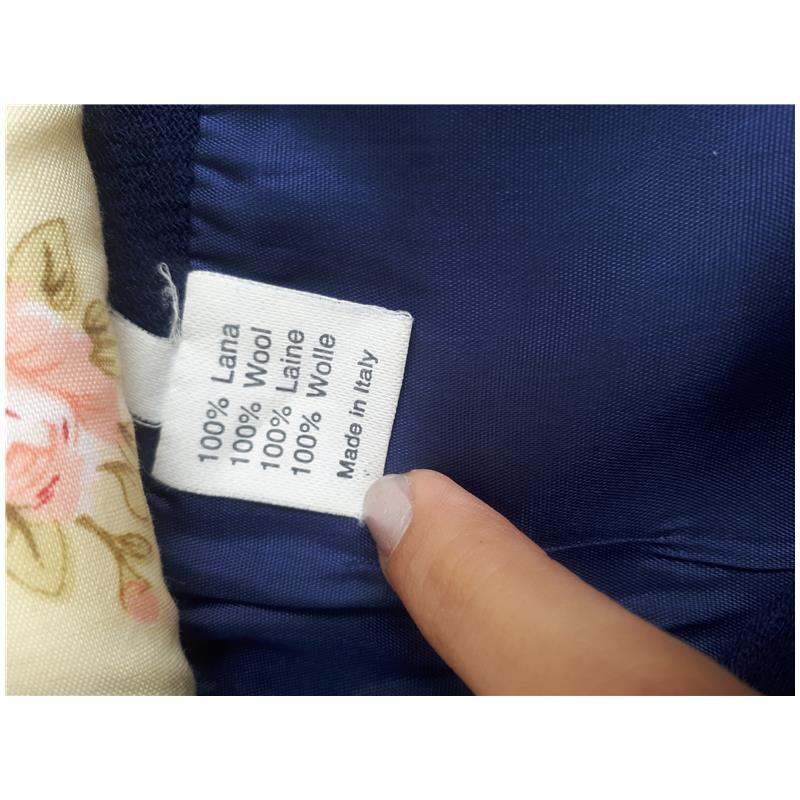 100% Lana
100% Wool
100% Laine
100% Wolle
Made in Italy